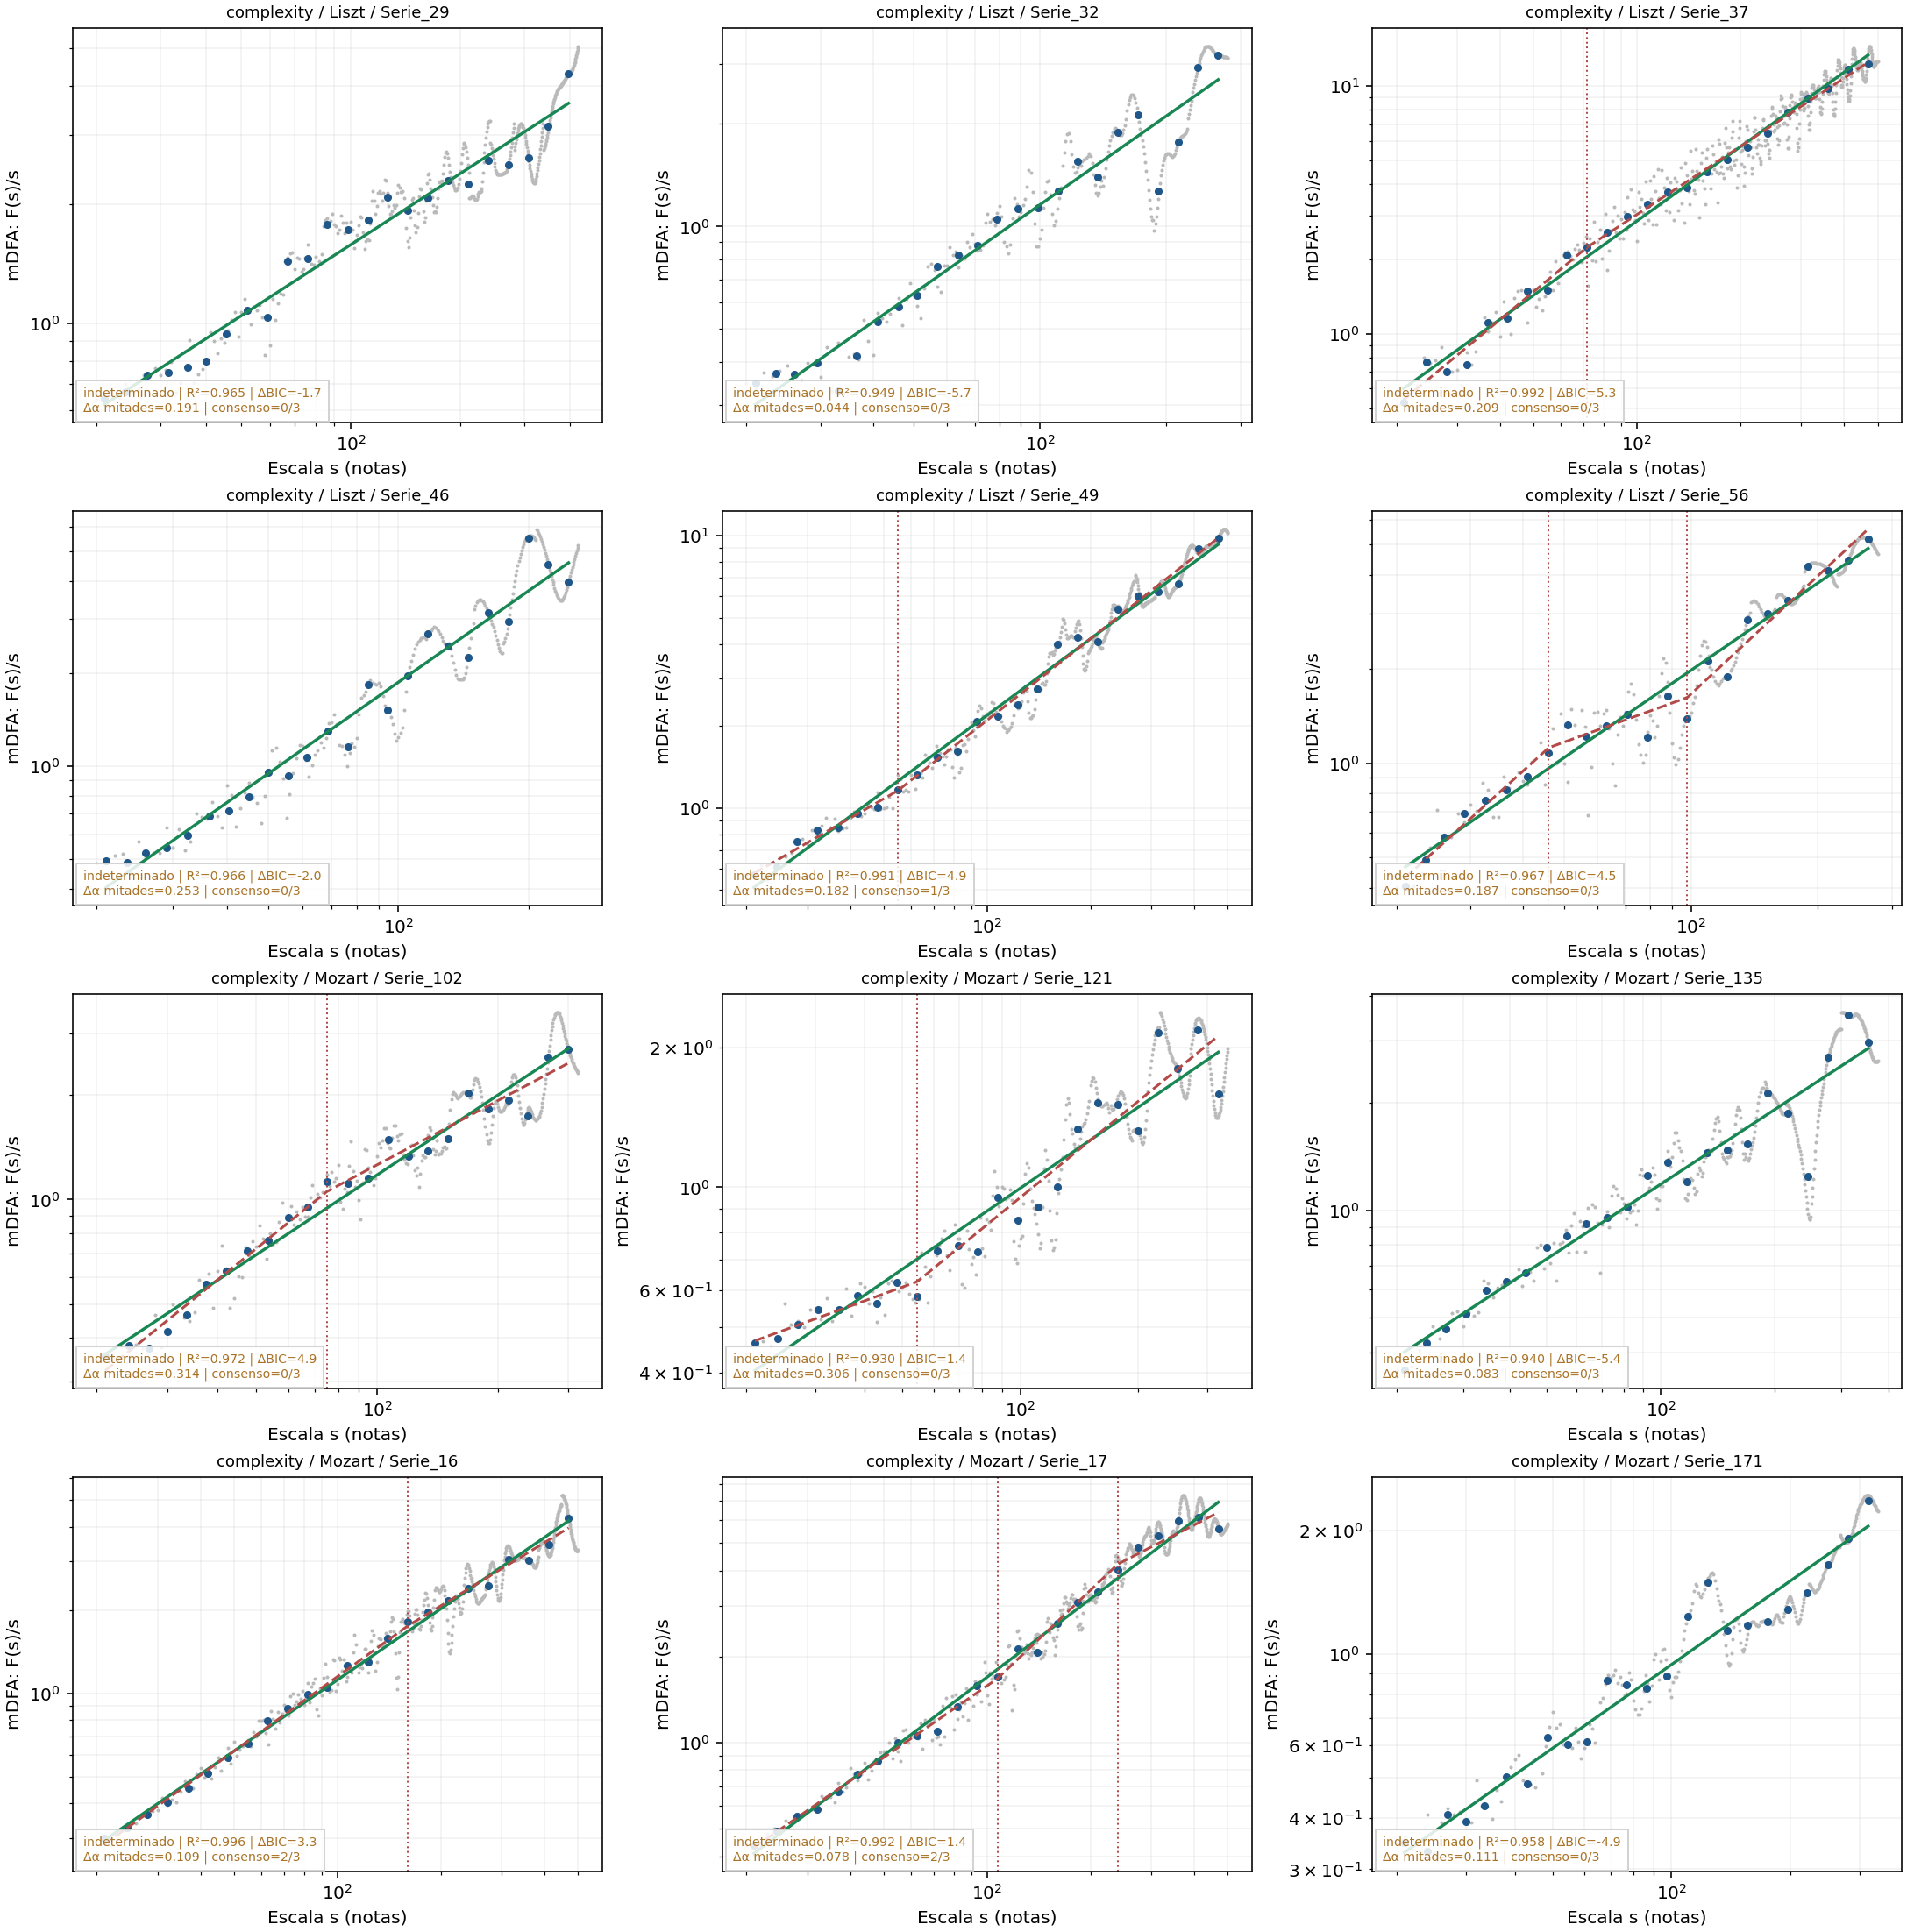 complexity / Liszt / Serie_29
mDFA: F(s)/s
10⁰
indeterminado | R²=0.965 | ΔBIC=-1.7
Δα mitades=0.191 | consenso=0/3
10²
Escala s (notas)
complexity / Liszt / Serie_32
mDFA: F(s)/s
10⁰
indeterminado | R²=0.949 | ΔBIC=-5.7
Δα mitades=0.044 | consenso=0/3
10²
Escala s (notas)
complexity / Liszt / Serie_37
mDFA: F(s)/s
10¹
10⁰
indeterminado | R²=0.992 | ΔBIC=5.3
Δα mitades=0.209 | consenso=0/3
10²
Escala s (notas)
complexity / Liszt / Serie_46
mDFA: F(s)/s
10⁰
indeterminado | R²=0.966 | ΔBIC=-2.0
Δα mitades=0.253 | consenso=0/3
10²
Escala s (notas)
complexity / Liszt / Serie_49
mDFA: F(s)/s
10¹
10⁰
indeterminado | R²=0.991 | ΔBIC=4.9
Δα mitades=0.182 | consenso=1/3
10²
Escala s (notas)
complexity / Liszt / Serie_56
mDFA: F(s)/s
10⁰
indeterminado | R²=0.967 | ΔBIC=4.5
Δα mitades=0.187 | consenso=0/3
10²
Escala s (notas)
complexity / Mozart / Serie_102
mDFA: F(s)/s
10⁰
indeterminado | R²=0.972 | ΔBIC=4.9
Δα mitades=0.314 | consenso=0/3
10²
Escala s (notas)
complexity / Mozart / Serie_121
mDFA: F(s)/s
2 × 10⁰
10⁰
6 × 10⁻¹
4 × 10⁻¹
indeterminado | R²=0.930 | ΔBIC=1.4
Δα mitades=0.306 | consenso=0/3
10²
Escala s (notas)
complexity / Mozart / Serie_135
mDFA: F(s)/s
10⁰
indeterminado | R²=0.940 | ΔBIC=-5.4
Δα mitades=0.083 | consenso=0/3
10²
Escala s (notas)
complexity / Mozart / Serie_16
mDFA: F(s)/s
10⁰
indeterminado | R²=0.996 | ΔBIC=3.3
Δα mitades=0.109 | consenso=2/3
10²
Escala s (notas)
complexity / Mozart / Serie_17
mDFA: F(s)/s
10⁰
indeterminado | R²=0.992 | ΔBIC=1.4
Δα mitades=0.078 | consenso=2/3
10²
Escala s (notas)
complexity / Mozart / Serie_171
mDFA: F(s)/s
2 × 10⁰
10⁰
6 × 10⁻¹
4 × 10⁻¹
3 × 10⁻¹
indeterminado | R²=0.958 | ΔBIC=-4.9
Δα mitades=0.111 | consenso=0/3
10²
Escala s (notas)